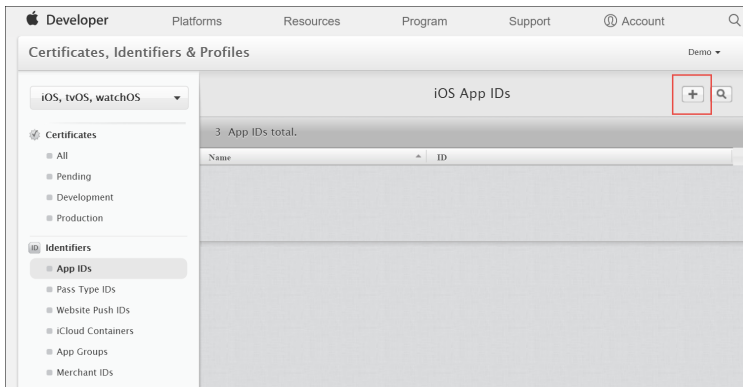 Developer Platforms Resources Program Support Account
Certificates, Identifiers & Profiles
Demo
iOS, tvOS, watchOS
iOS App IDs
3 App IDs total.
Name ID
Certificates
All
Pending
Development
Production
ID Identifiers
App IDs
Pass Type IDs
Website Push IDs
iCloud Containers
App Groups
Merchant IDs